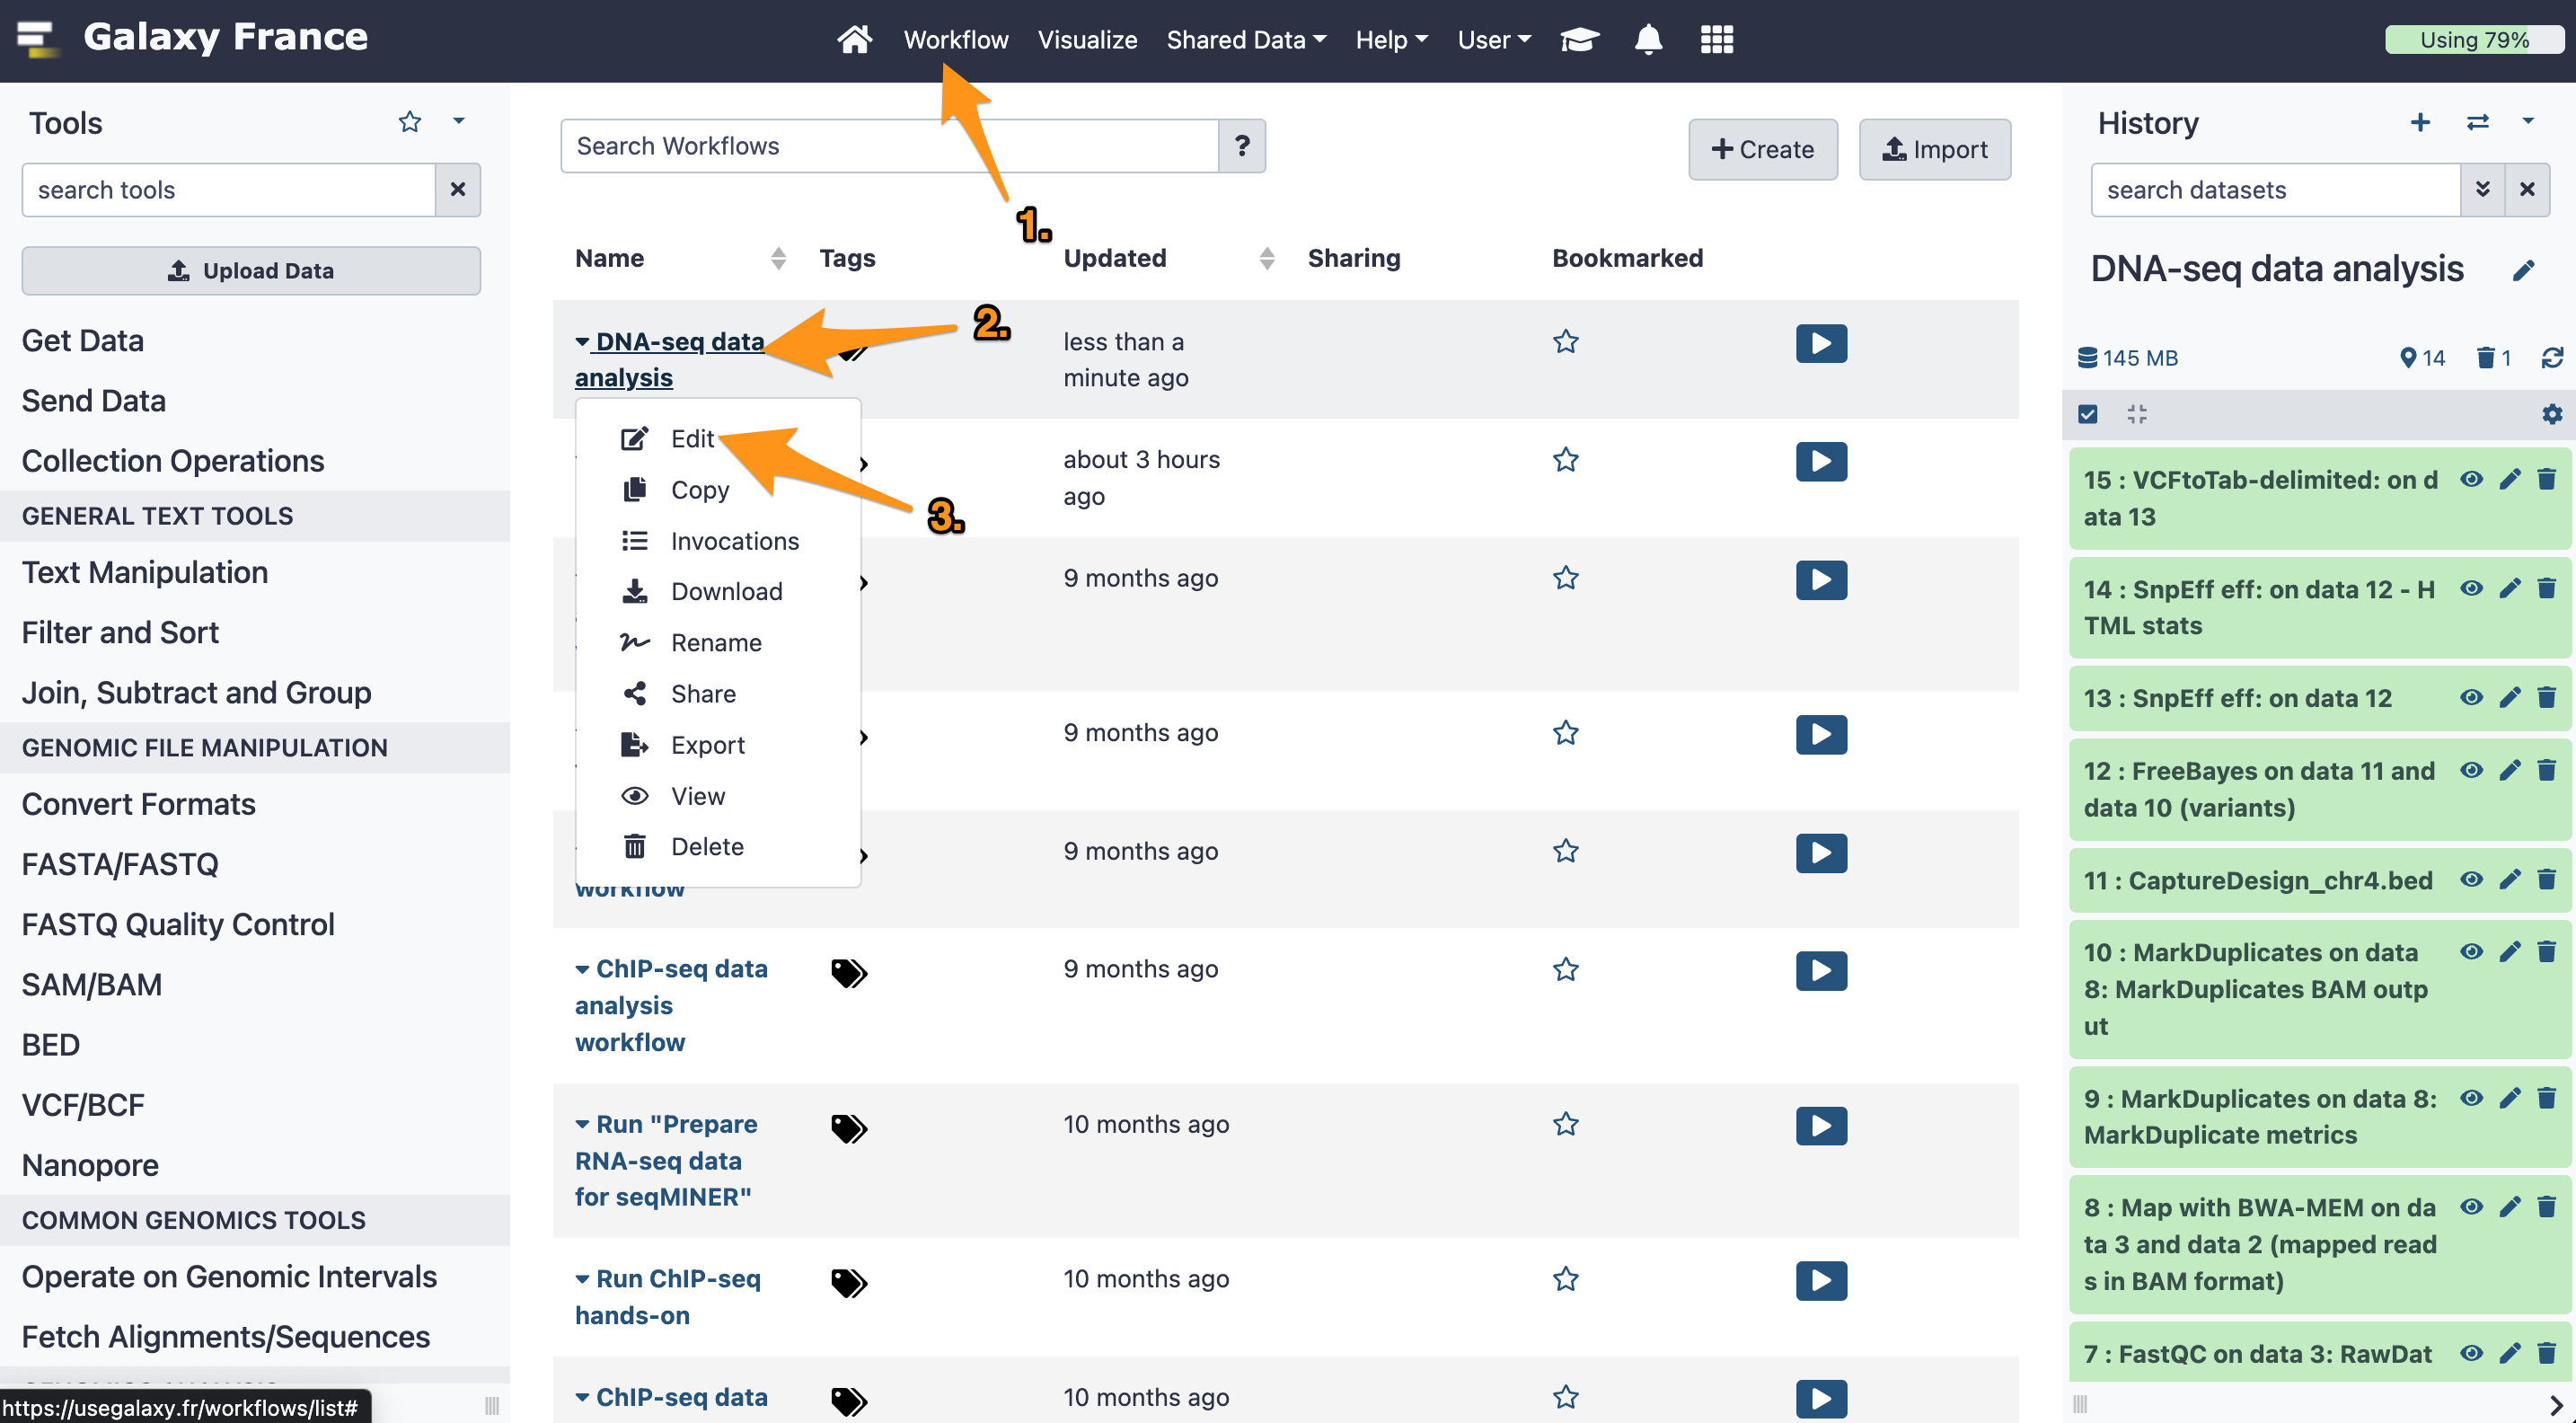 Galaxy France
Workflow Visualize Shared Data Help User
Using 79%
Tools
search tools
Upload Data
Get Data
Send Data
Collection Operations
GENERAL TEXT TOOLS
Text Manipulation
Filter and Sort
Join, Subtract and Group
GENOMIC FILE MANIPULATION
Convert Formats
FASTA/FASTQ
FASTQ Quality Control
SAM/BAM
BED
VCF/BCF
Nanopore
COMMON GENOMICS TOOLS
Operate on Genomic Intervals
Fetch Alignments/Sequences
https://usegalaxy.fr/workflows/list#
Search Workflows
?
Create
Import
1.
Name Tags Updated Sharing Bookmarked
DNA-seq data
analysis
2.
less than a
minute ago
Edit
3.
Copy
Invocations
Download
Rename
Share
Export
View
Delete
about 3 hours
ago
9 months ago
9 months ago
9 months ago
workflow
ChIP-seq data
analysis
workflow
9 months ago
Run "Prepare
RNA-seq data
for seqMINER"
10 months ago
Run ChIP-seq
hands-on
10 months ago
ChIP-seq data
10 months ago
History
search datasets
DNA-seq data analysis
145 MB
14
1
15 : VCFtoTab-delimited: on d
ata 13
14 : SnpEff eff: on data 12 - H
TML stats
13 : SnpEff eff: on data 12
12 : FreeBayes on data 11 and
data 10 (variants)
11 : CaptureDesign_chr4.bed
10 : MarkDuplicates on data
8: MarkDuplicates BAM outp
ut
9 : MarkDuplicates on data 8:
MarkDuplicate metrics
8 : Map with BWA-MEM on da
ta 3 and data 2 (mapped read
s in BAM format)
7 : FastQC on data 3: RawDat